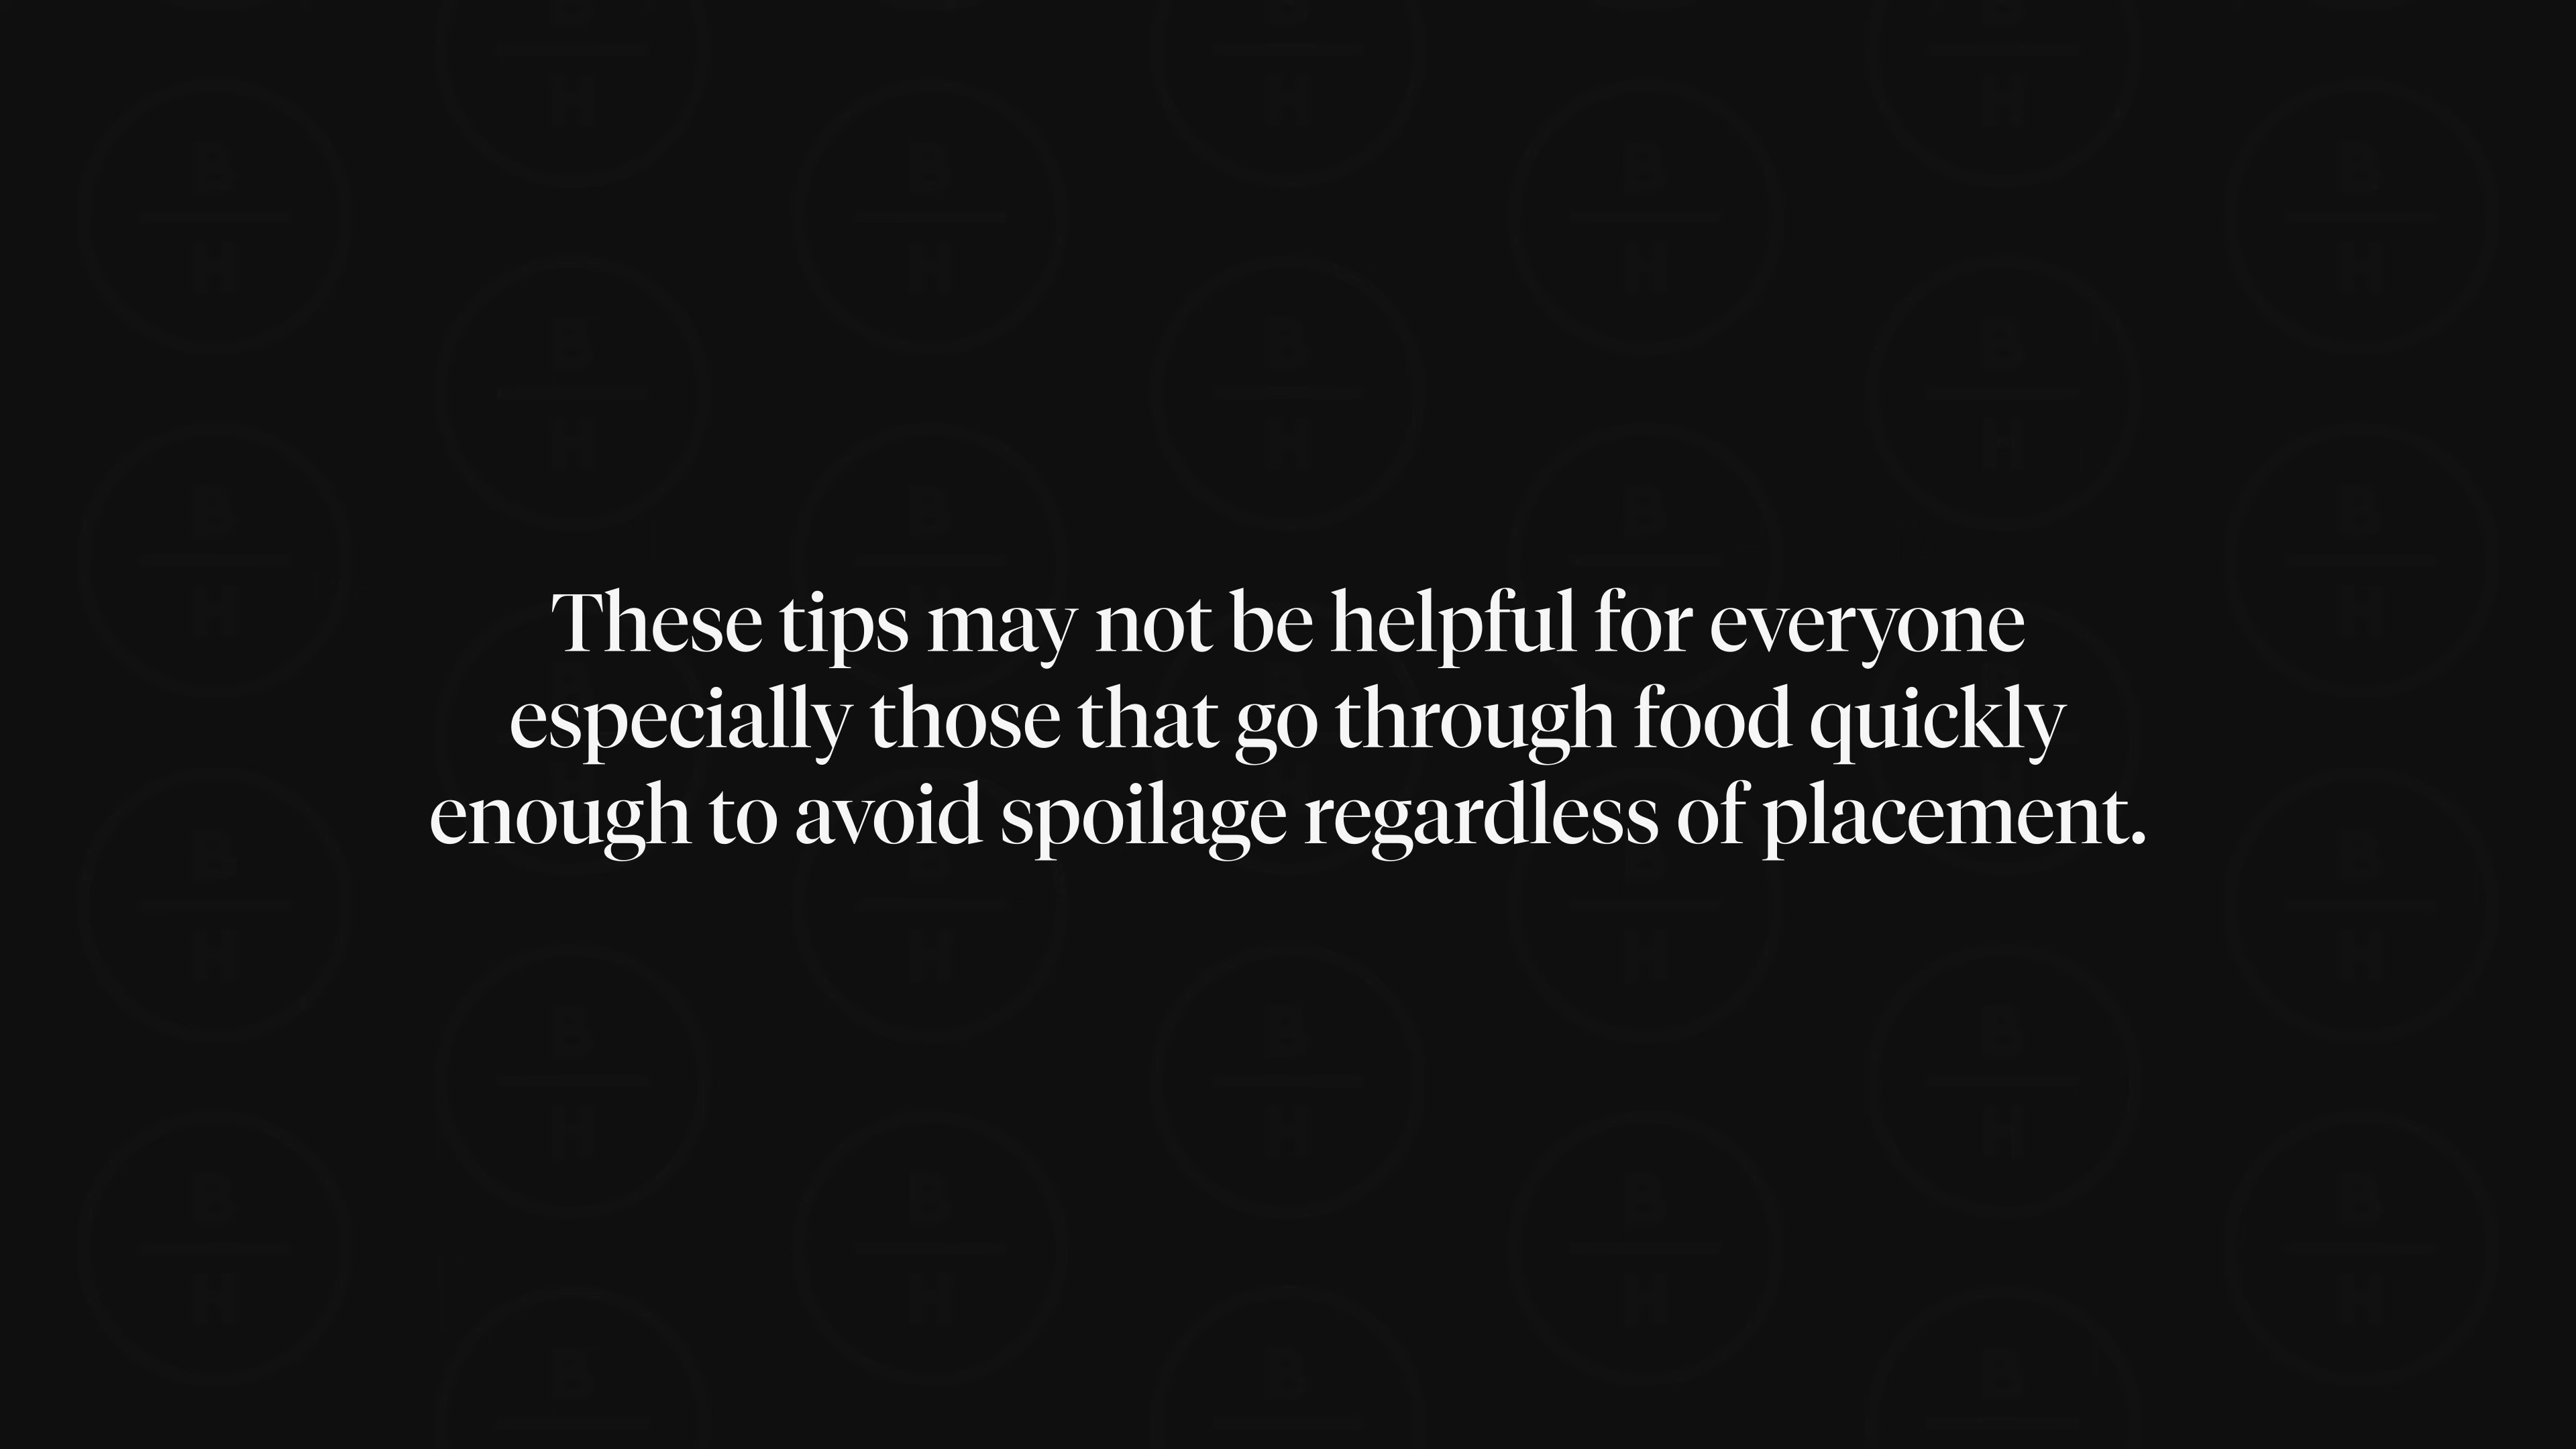 These tips may not be helpful for everyone
especially those that go through food quickly
enough to avoid spoilage regardless of placement.